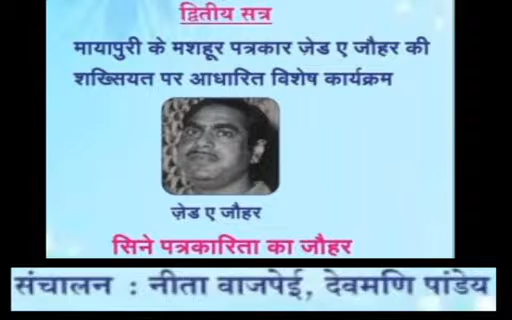 द्वितीय सत्र
मायापुरी के मशहूर पत्रकार ज़ेड ए जौहर की
शख्सियत पर आधारित विशेष कार्यक्रम
ज़ेड ए जौहर
सिने पत्रकारिता का जौहर
संचालन : नीता वाजपेई, देवमणि पांडेय